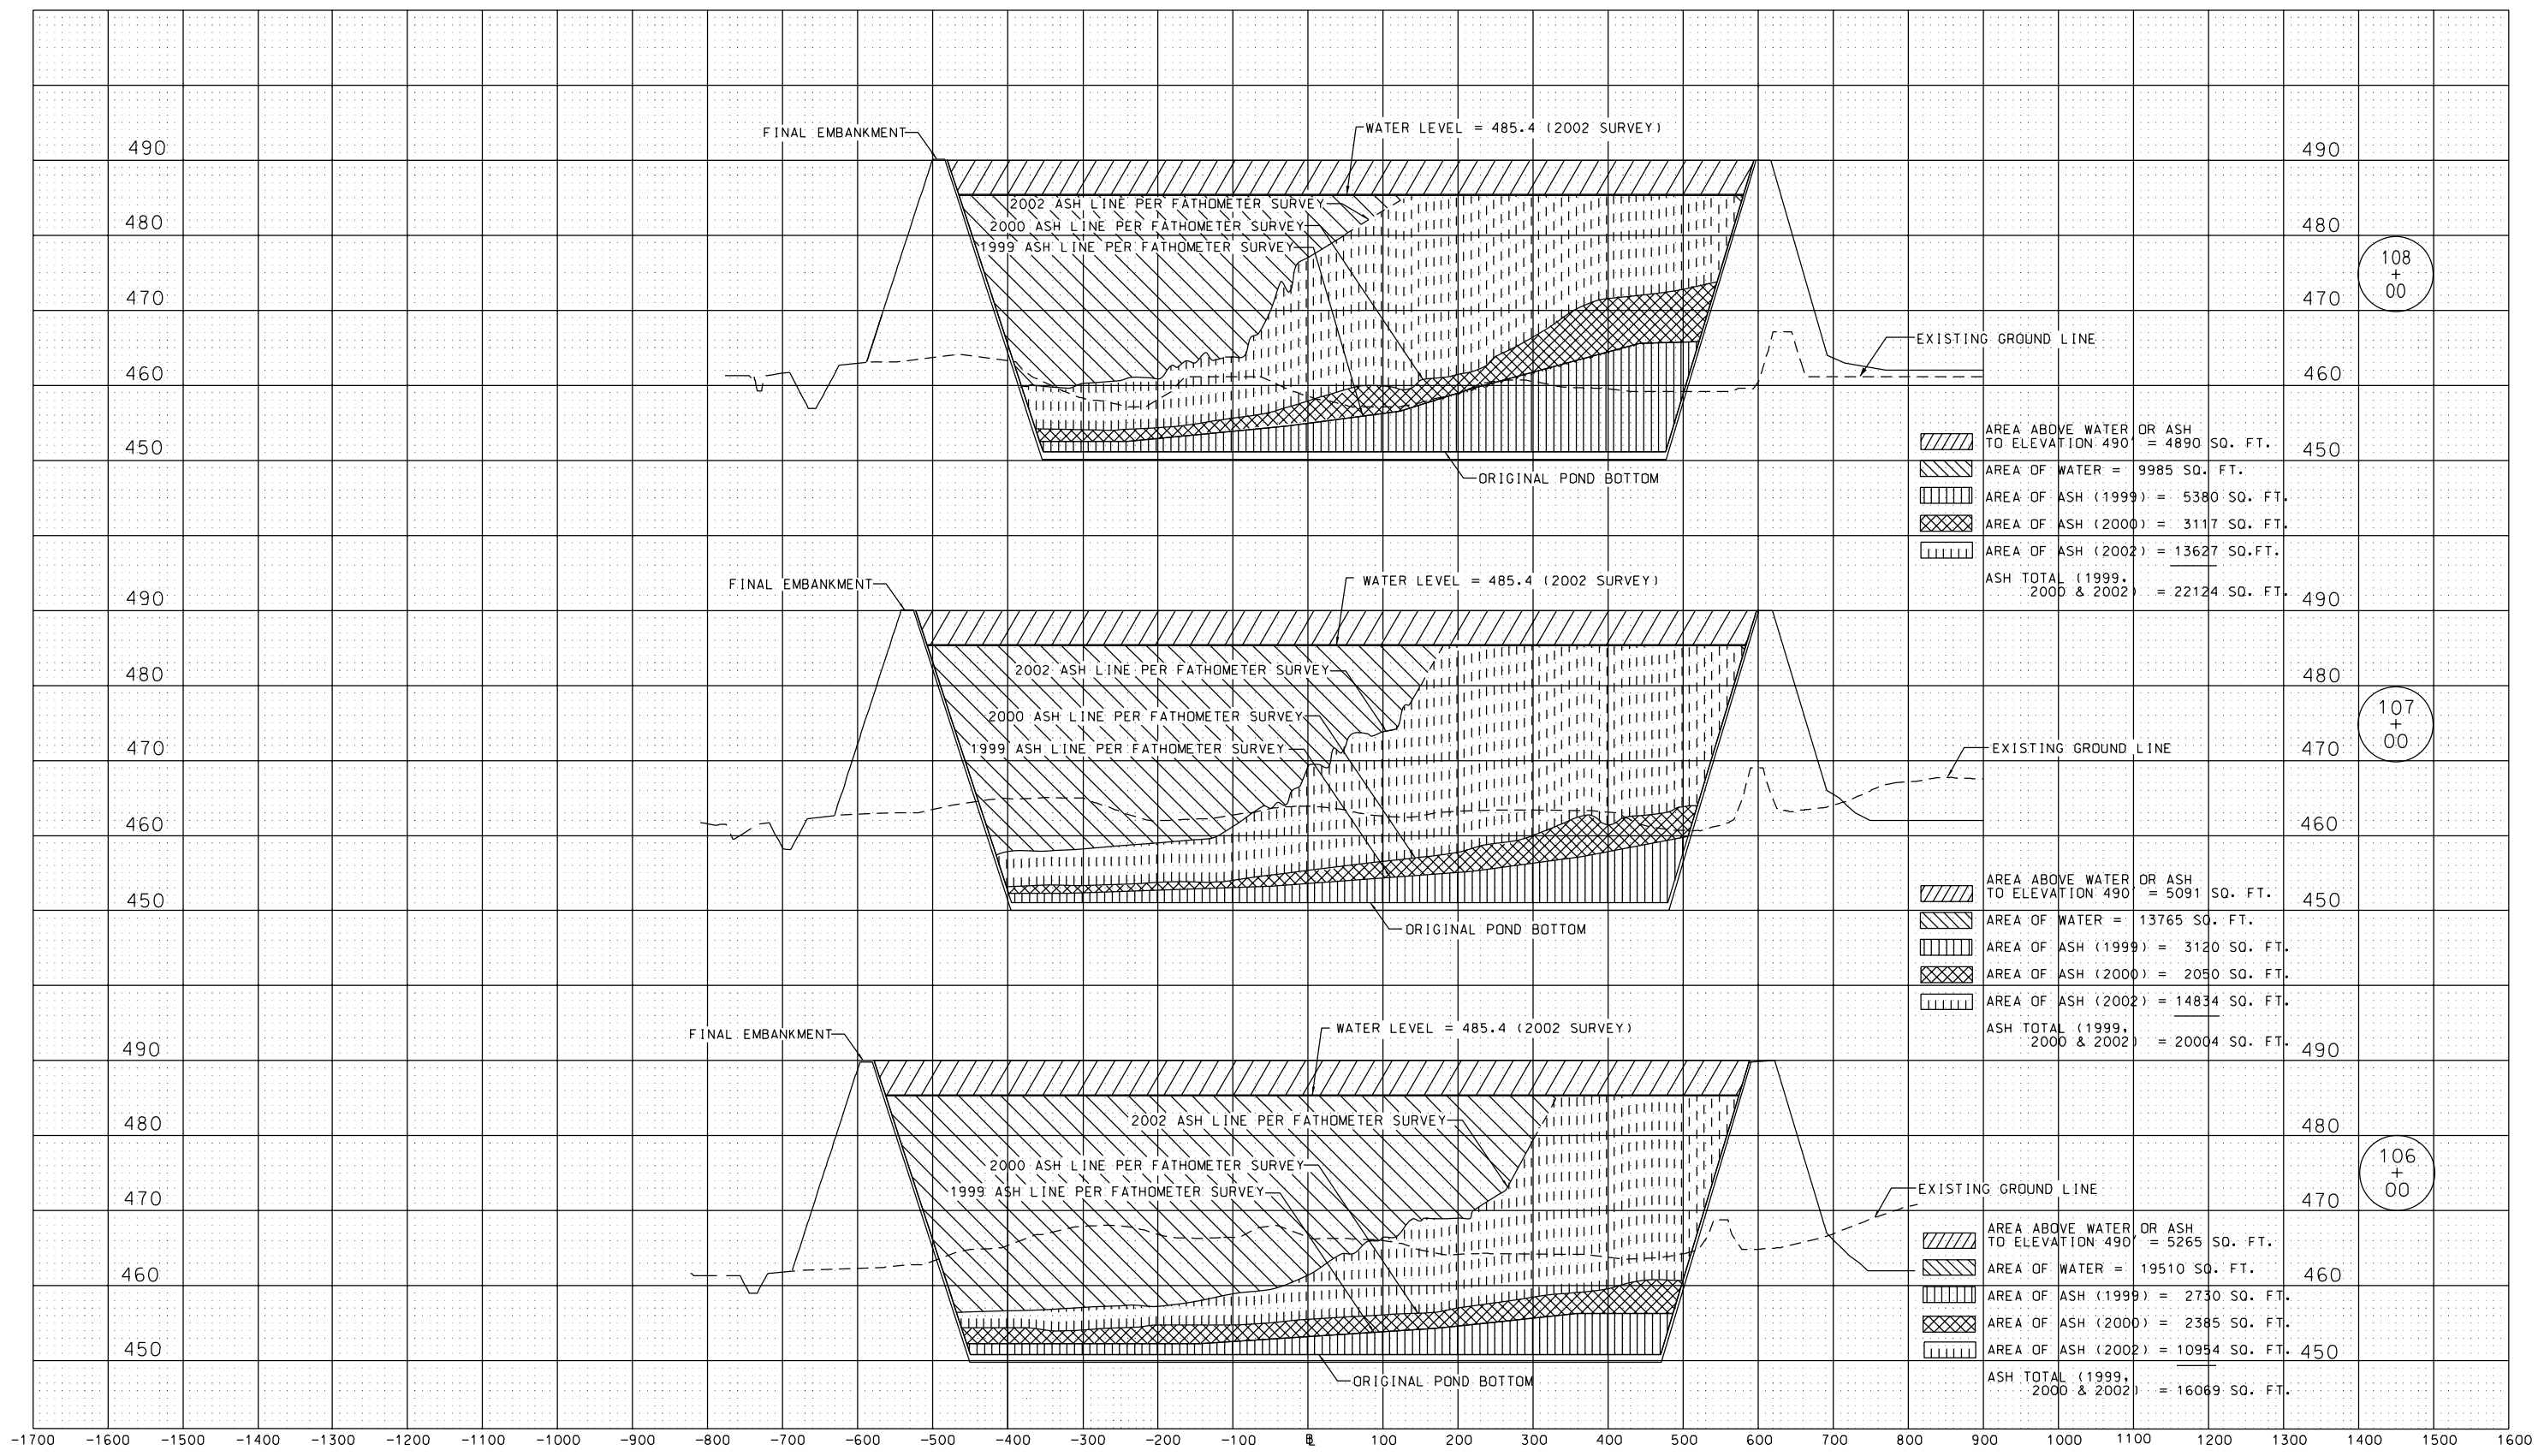 FINAL EMBANKMENT
WATER LEVEL = 485.4 (2002 SURVEY)
490 490
2002 ASH LINE PER FATHOMETER SURVEY
2000 ASH LINE PER FATHOMETER SURVEY
480 480
1999 ASH LINE PER FATHOMETER SURVEY
108
+
00
470 470
EXISTING GROUND LINE
460 460
AREA ABOVE WATER OR ASH
TO ELEVATION 490' = 4890 SQ. FT.
450 450
AREA OF WATER = 9985 SQ. FT.
ORIGINAL POND BOTTOM
AREA OF ASH (1999) = 5380 SQ. FT.
AREA OF ASH (2000) = 3117 SQ. FT.
AREA OF ASH (2002) = 13627 SQ.FT.
ASH TOTAL (1999,
2000 & 2002) = 22124 SQ. FT.
FINAL EMBANKMENT
WATER LEVEL = 485.4 (2002 SURVEY)
490 490
2002 ASH LINE PER FATHOMETER SURVEY
480 480
107
+
00
2000 ASH LINE PER FATHOMETER SURVEY
1999 ASH LINE PER FATHOMETER SURVEY
470 470
EXISTING GROUND LINE
460 460
AREA ABOVE WATER OR ASH
TO ELEVATION 490' = 5091 SQ. FT.
450 450
AREA OF WATER = 13765 SQ. FT.
ORIGINAL POND BOTTOM
AREA OF ASH (1999) = 3120 SQ. FT.
AREA OF ASH (2000) = 2050 SQ. FT.
AREA OF ASH (2002) = 14834 SQ. FT.
ASH TOTAL (1999,
2000 & 2002) = 20004 SQ. FT.
FINAL EMBANKMENT
WATER LEVEL = 485.4 (2002 SURVEY)
490 490
2002 ASH LINE PER FATHOMETER SURVEY
480 480
106
+
00
2000 ASH LINE PER FATHOMETER SURVEY
1999 ASH LINE PER FATHOMETER SURVEY
470 470
EXISTING GROUND LINE
AREA ABOVE WATER OR ASH
TO ELEVATION 490' = 5265 SQ. FT.
460 460
AREA OF WATER = 19510 SQ. FT.
AREA OF ASH (1999) = 2730 SQ. FT.
AREA OF ASH (2000) = 2385 SQ. FT.
450 450
AREA OF ASH (2002) = 10954 SQ. FT.
ORIGINAL POND BOTTOM
ASH TOTAL (1999,
2000 & 2002) = 16069 SQ. FT.
-1700 -1600 -1500 -1400 -1300 -1200 -1100 -1000 -900 -800 -700 -600 -500 -400 -300 -200 -100 ℄ 100 200 300 400 500 600 700 800 900 1000 1100 1200 1300 1400 1500 1600